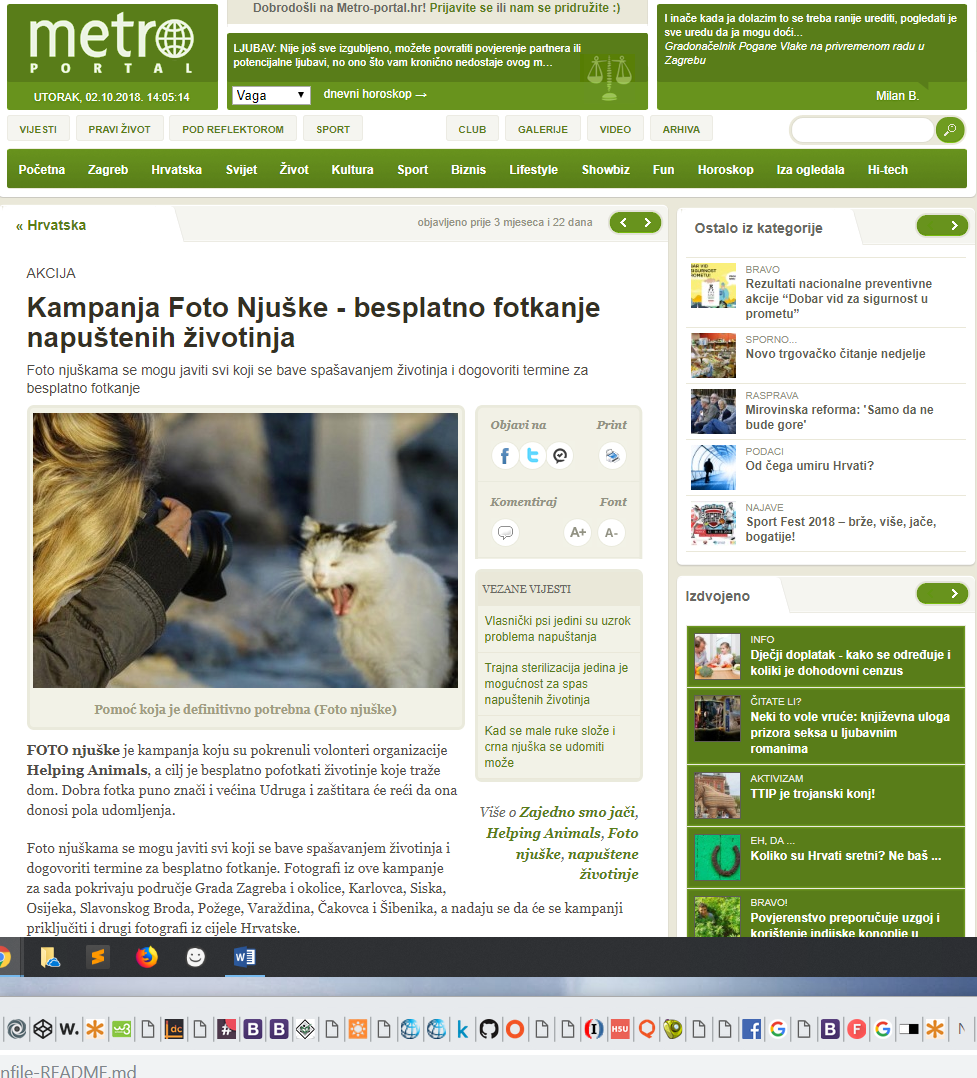 metro
PORTAL
UTORAK, 02.10.2018. 14:05:14
Dobrodošli na Metro-portal.hr! Prijavite se ili nam se pridružite :)
LJUBAV: Nije još sve izgubljeno, možete povratiti povjerenje partnera ili
potencijalne ljubavi, no ono što vam kronično nedostaje ovog m...
Vaga
dnevni horoskop →
I inače kada ja dolazim to se treba ranije urediti, pogledati je
sve uredu da ja mogu doći...
Gradonačelnik Pogane Vlake na privremenom radu u
Zagrebu
Milan B.
VIJESTI PRAVI ŽIVOT POD REFLEKTOROM SPORT CLUB GALERIJE VIDEO ARHIVA
Početna Zagreb Hrvatska Svijet Život Kultura Sport Biznis Lifestyle Showbiz Fun Horoskop Iza ogledala Hi-tech
« Hrvatska
objavljeno prije 3 mjeseca i 22 dana
AKCIJA
Kampanja Foto Njuške - besplatno fotkanje
napuštenih životinja
Foto njuškama se mogu javiti svi koji se bave spašavanjem životinja i dogovoriti termine za
besplatno fotkanje
Pomoć koja je definitivno potrebna (Foto njuške)
Objavi na Print
Komentiraj Font
A+ A-
VEZANE VIJESTI
Vlasnički psi jedini su uzrok
problema napuštanja
Trajna sterilizacija jedina je
mogućnost za spas
napuštenih životinja
Kad se male ruke slože i
crna njuška se udomiti
može
Više o Zajedno smo jači,
Helping Animals, Foto
njuške, napuštene
životinje
FOTO njuške je kampanja koju su pokrenuli volonteri organizacije
Helping Animals, a cilj je besplatno pofotkati životinje koje traže
dom. Dobra fotka puno znači i većina Udruga i zaštitara će reći da ona
donosi pola udomljenja.
Foto njuškama se mogu javiti svi koji se bave spašavanjem životinja i
dogovoriti termine za besplatno fotkanje. Fotografi iz ove kampanje
za sada pokrivaju područje Grada Zagreba i okolice, Karlovca, Siska,
Osijeka, Slavonskog Broda, Požege, Varaždina, Čakovca i Šibenika, a nadaju se da će se kampanji
priključiti i drugi fotografi iz cijele Hrvatske.
Ostalo iz kategorije
BRAVO
Rezultati nacionalne preventivne
akcije “Dobar vid za sigurnost u
prometu”
SPORNO...
Novo trgovačko čitanje nedjelje
RASPRAVA
Mirovinska reforma: 'Samo da ne
bude gore'
PODACI
Od čega umiru Hrvati?
NAJAVE
Sport Fest 2018 – brže, više, jače,
bogatije!
Izdvojeno
INFO
Dječji doplatak - kako se određuje i
koliki je dohodovni cenzus
ČITATE LI?
Neki to vole vruće: književna uloga
prizora seksa u ljubavnim
romanima
AKTIVIZAM
TTIP je trojanski konj!
EH, DA ...
Koliko su Hrvati sretni? Ne baš ...
BRAVO!
Povjerenstvo preporučuje uzgoj i
korištenje indijske konoplje u
w. w3 dc # B B k HSU B F G
nfile-README.md